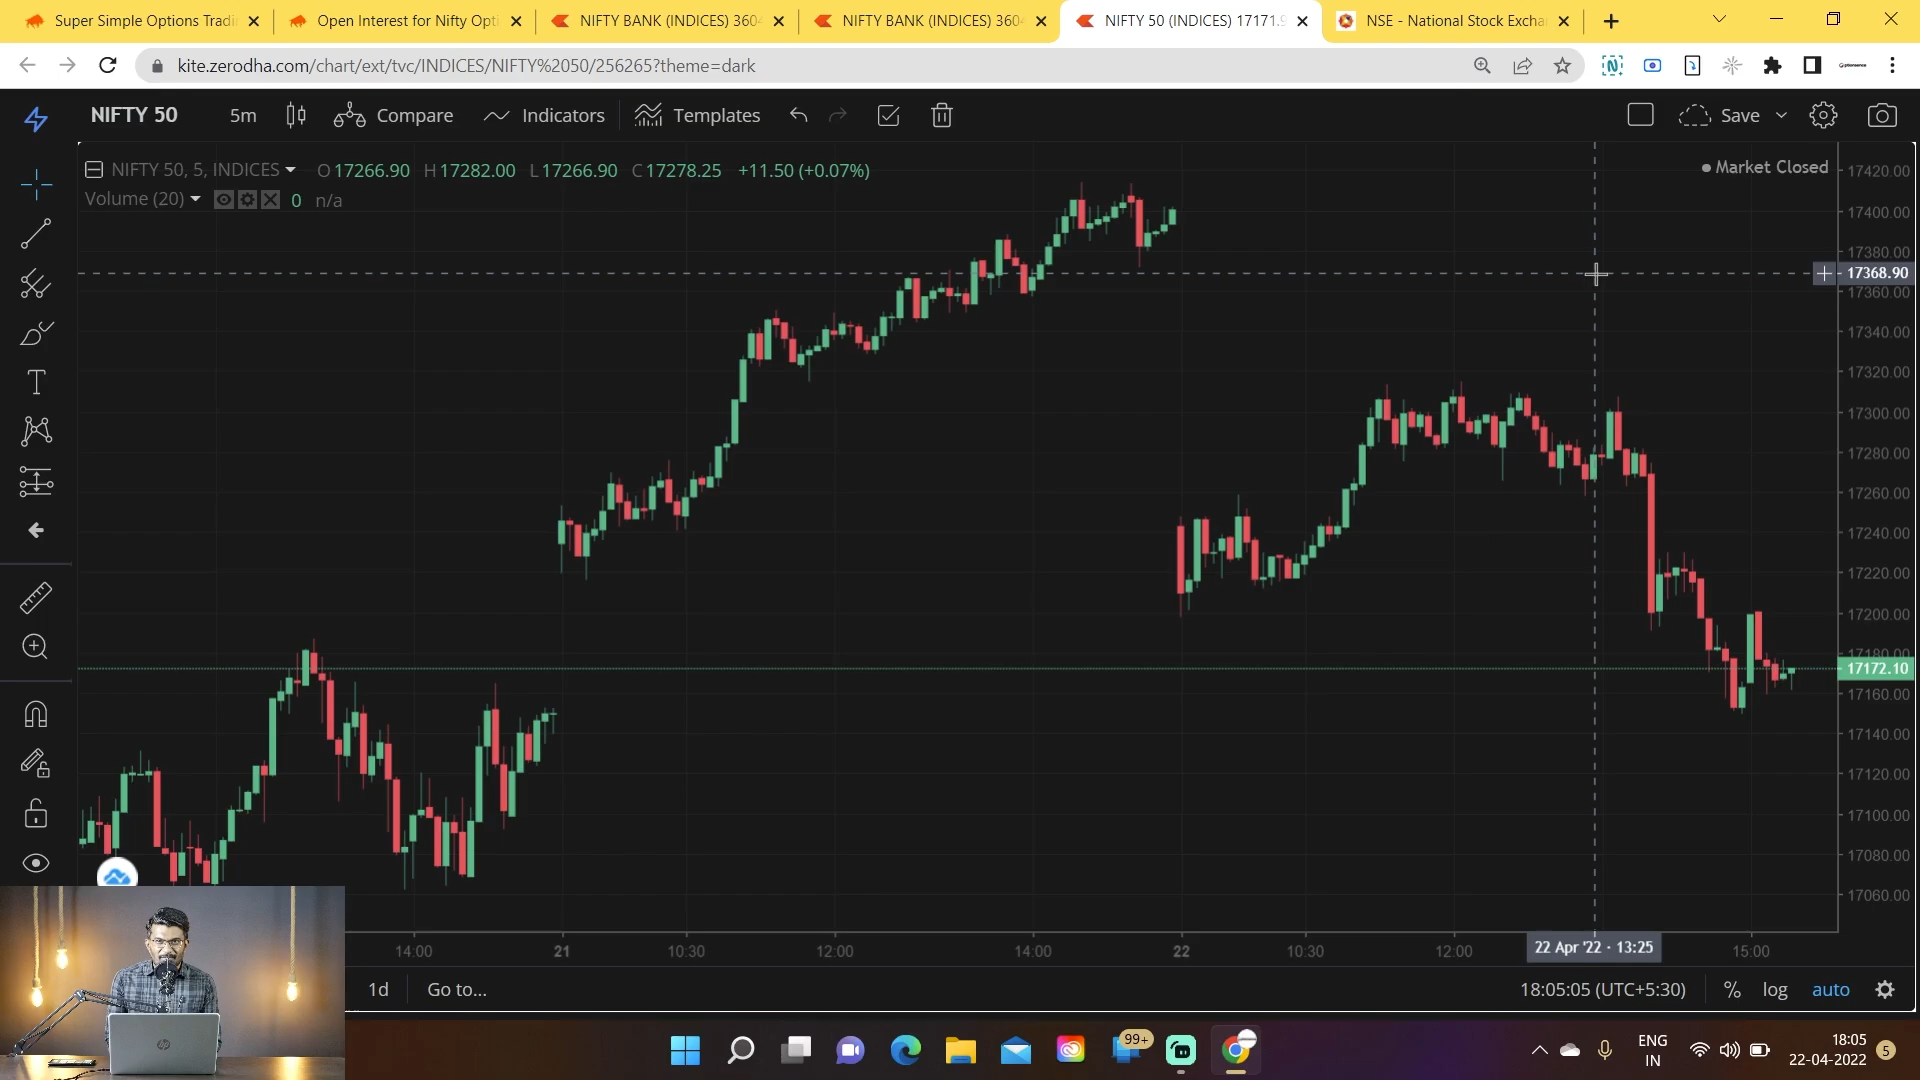 Super Simple Options Tradi
Open Interest for Nifty Opti
NIFTY BANK (INDICES) 3604
NIFTY BANK (INDICES) 3604
NIFTY 50 (INDICES) 17171.9
NSE - National Stock Excha
kite.zerodha.com/chart/ext/tvc/INDICES/NIFTY%2050/256265?theme=dark
NIFTY 50 5m Compare Indicators Templates Save
NIFTY 50, 5, INDICES O 17266.90 H 17282.00 L 17266.90 C 17278.25 +11.50 (+0.07%)
Market Closed
Volume (20) 0 n/a
17420.00
17400.00
17380.00
17368.90
17360.00
17340.00
17320.00
17300.00
17280.00
17260.00
17240.00
17220.00
17200.00
17180.00
17172.10
17160.00
17140.00
17120.00
17100.00
17080.00
17060.00
14:00 21 10:30 12:00 14:00 22 10:30 12:00 22 Apr '22 · 13:25 15:00
1d Go to... 18:05:05 (UTC+5:30) % log auto
99+
ENG
IN
18:05
22-04-2022
5